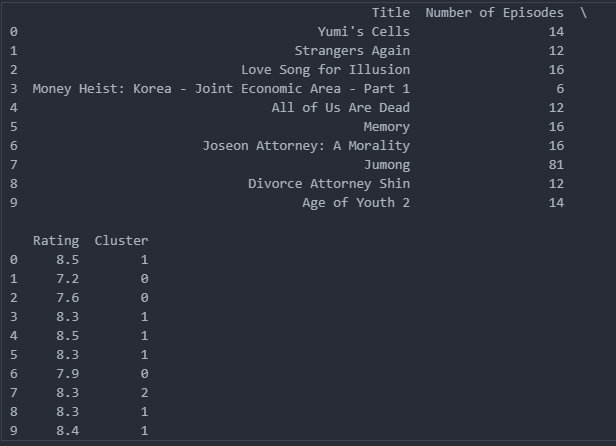 Title  Number of Episodes  \
0  Yumi's Cells  14
1  Strangers Again  12
2  Love Song for Illusion  16
3  Money Heist: Korea - Joint Economic Area - Part 1  6
4  All of Us Are Dead  12
5  Memory  16
6  Joseon Attorney: A Morality  16
7  Jumong  81
8  Divorce Attorney Shin  12
9  Age of Youth 2  14
Rating  Cluster
0  8.5  1
1  7.2  0
2  7.6  0
3  8.3  1
4  8.5  1
5  8.3  1
6  7.9  0
7  8.3  2
8  8.3  1
9  8.4  1